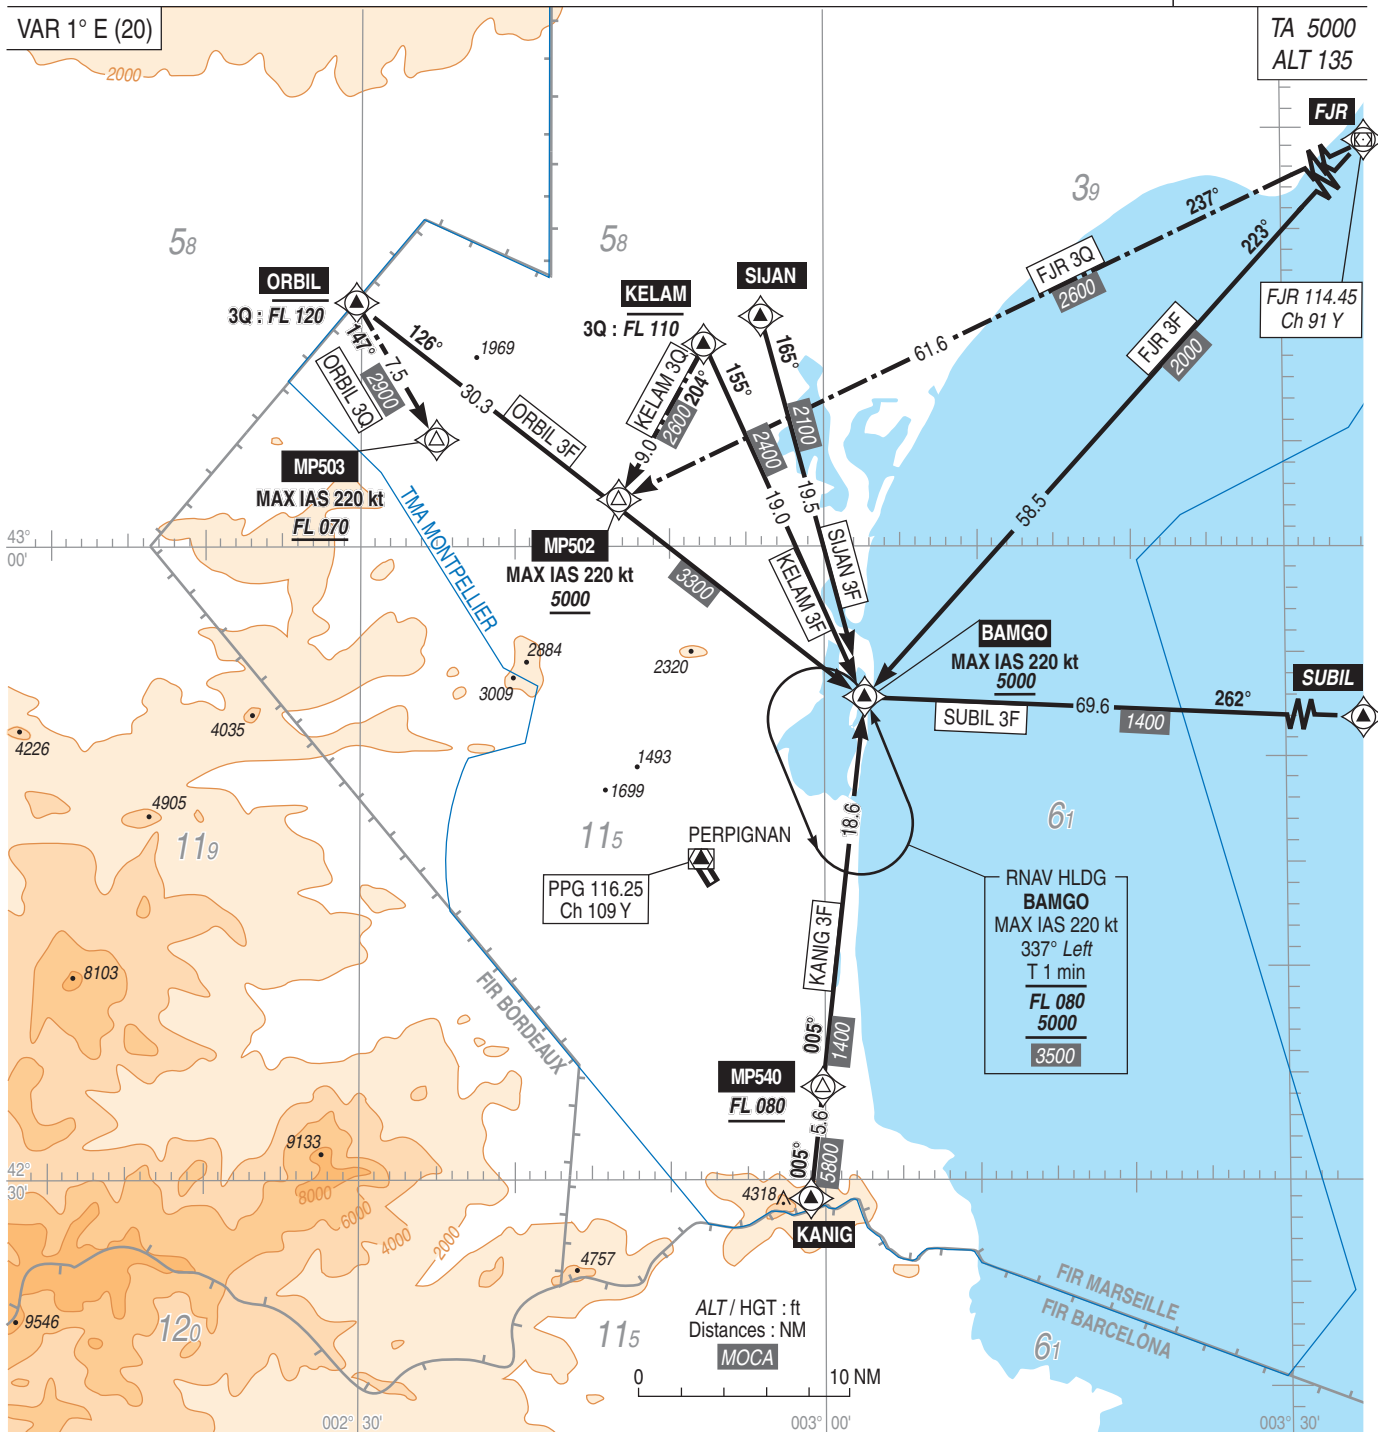 VAR 1° E (20)
TA 5000
ALT 135
2000
FJR
39
58
58
237°
223°
ORBIL
3Q : FL 120
KELAM
3Q : FL 110
SIJAN
FJR 3Q
2600
FJR 114.45
Ch 91 Y
147°
7.5
2900
ORBIL 3Q
126°
1969
30.3
ORBIL 3F
KELAM 3Q
204°
2600
9.0
155°
165°
2100
2400
61.6
FJR 3F
2000
19.5
19.0
58.5
MP503
MAX IAS 220 kt
FL 070
TMA MONTPELLIER
MP502
MAX IAS 220 kt
5000
3300
SIJAN 3F
KELAM 3F
43°
00'
BAMGO
MAX IAS 220 kt
5000
2884
3009
2320
SUBIL
262°
69.6
SUBIL 3F
1400
4035
4226
1493
1699
4905
119
115
61
PERPIGNAN
PPG 116.25
Ch 109 Y
18.6
RNAV HLDG
BAMGO
MAX IAS 220 kt
337° Left
T 1 min
FL 080
5000
3500
KANIG 3F
8103
FIR BORDEAUX
005°
1400
MP540
FL 080
5.6
005°
5800
9133
42°
30'
8000
6000
4000
2000
4318
KANIG
4757
9546
120
115
FIR MARSEILLE
FIR BARCELONA
61
ALT / HGT : ft
Distances : NM
MOCA
0
10 NM
002° 30'
003° 00'
003° 30'